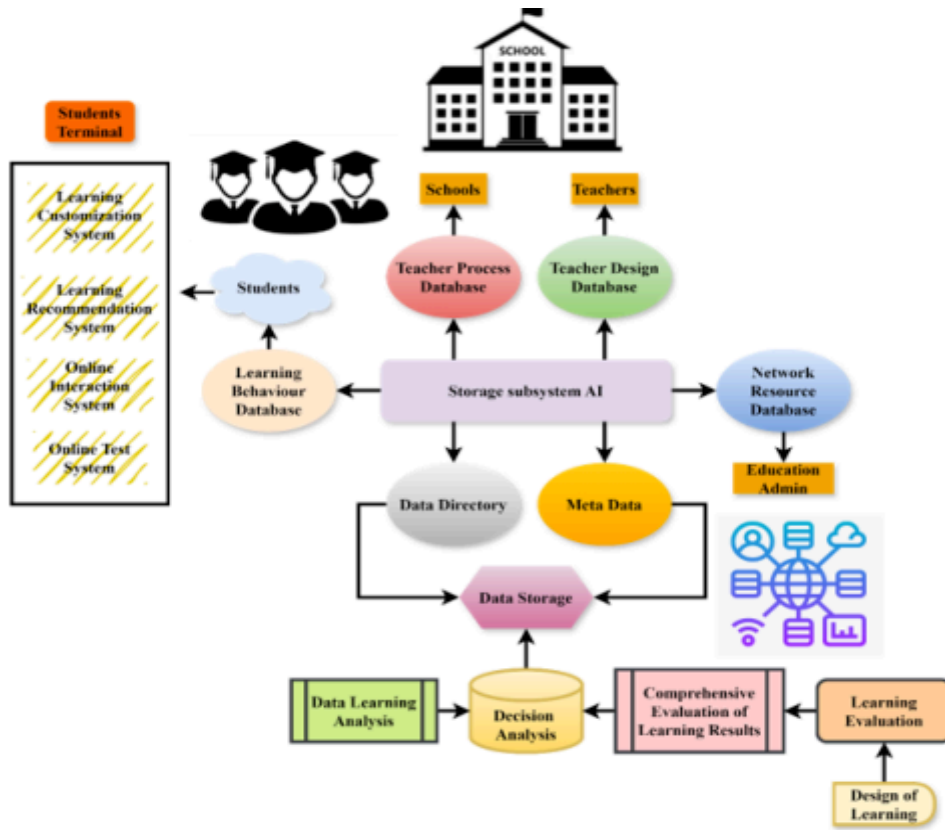 SCHOOL
Students
Terminal
Learning
Customization
System
Learning
Recommendation
System
Online
Interaction
System
Online Test
System
Students
Schools
Teachers
Teacher Process
Database
Teacher Design
Database
Learning
Behaviour
Database
Storage subsystem AI
Network
Resource
Database
Education
Admin
Data Directory
Meta Data
Data Storage
Data Learning
Analysis
Decision
Analysis
Comprehensive
Evaluation of
Learning Results
Learning
Evaluation
Design of
Learning